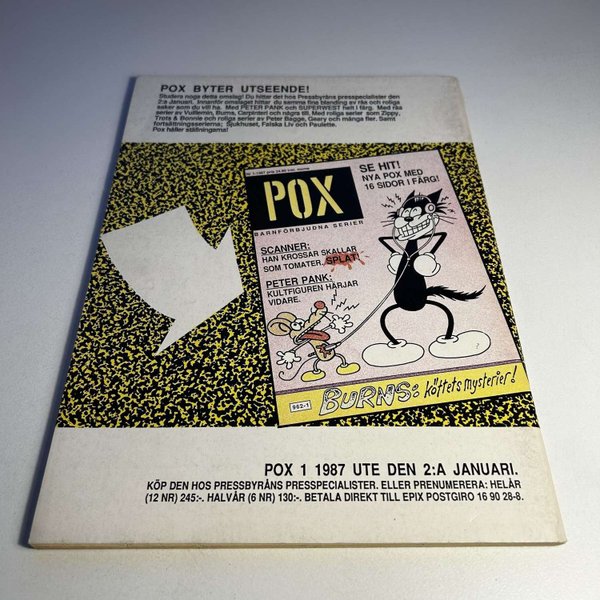 POX BYTER UTSEENDE!
Studera noga detta omslag! Du hittar det hos Pressbyråns presspecialister den
2:a Januari. Innanför omslaget hittar du samma fina blandning av råa och roliga
saker som du vill ha. Med PETER PANK och SUPERWEST helt i färg. Med råa
serier av Vuillemin, Burns, Carpinteri och några till. Med roliga serier som Zippy,
Trots & Bonnie och roliga serier av Peter Bagge, Geary och många fler. Samt
fortsättningsserierna; Sjukhuset, Falska Liv och Paulette.
Pox håller ställningarna!
POX
BARNFÖRBJUDNA SERIER
SE HIT!
NYA POX MED
16 SIDOR I FÄRG!
SCANNER:
HAN KROSSAR SKALLAR
SOM TOMATER. SPLAT!
PETER PANK:
KULTFIGUREN HÄRJAR
VIDARE.
962-1
BURNS: köttets mysterier!
POX 1 1987 UTE DEN 2:A JANUARI.
KÖP DEN HOS PRESSBYRÅNS PRESSPECIALISTER. ELLER PRENUMERERA: HELÅR
(12 NR) 245:-. HALVÅR (6 NR) 130:-. BETALA DIREKT TILL EPIX POSTGIRO 16 90 28-8.